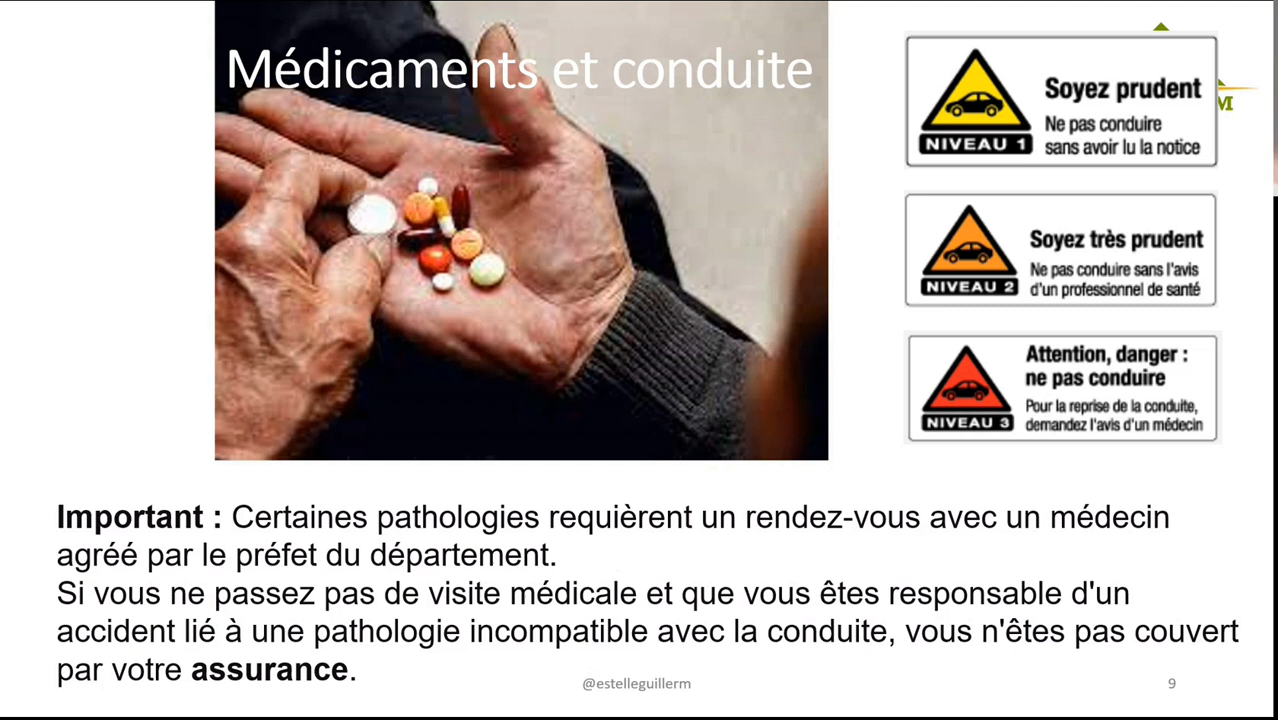 Médicaments et conduite
Soyez prudent
Ne pas conduire
sans avoir lu la notice
NIVEAU 1
M
Soyez très prudent
Ne pas conduire sans l'avis
d'un professionnel de santé
NIVEAU 2
Attention, danger :
ne pas conduire
Pour la reprise de la conduite,
demandez l'avis d'un médecin
NIVEAU 3
Important : Certaines pathologies requièrent un rendez-vous avec un médecin
agréé par le préfet du département.
Si vous ne passez pas de visite médicale et que vous êtes responsable d'un
accident lié à une pathologie incompatible avec la conduite, vous n'êtes pas couvert
par votre assurance.
@estelleguillerm
9